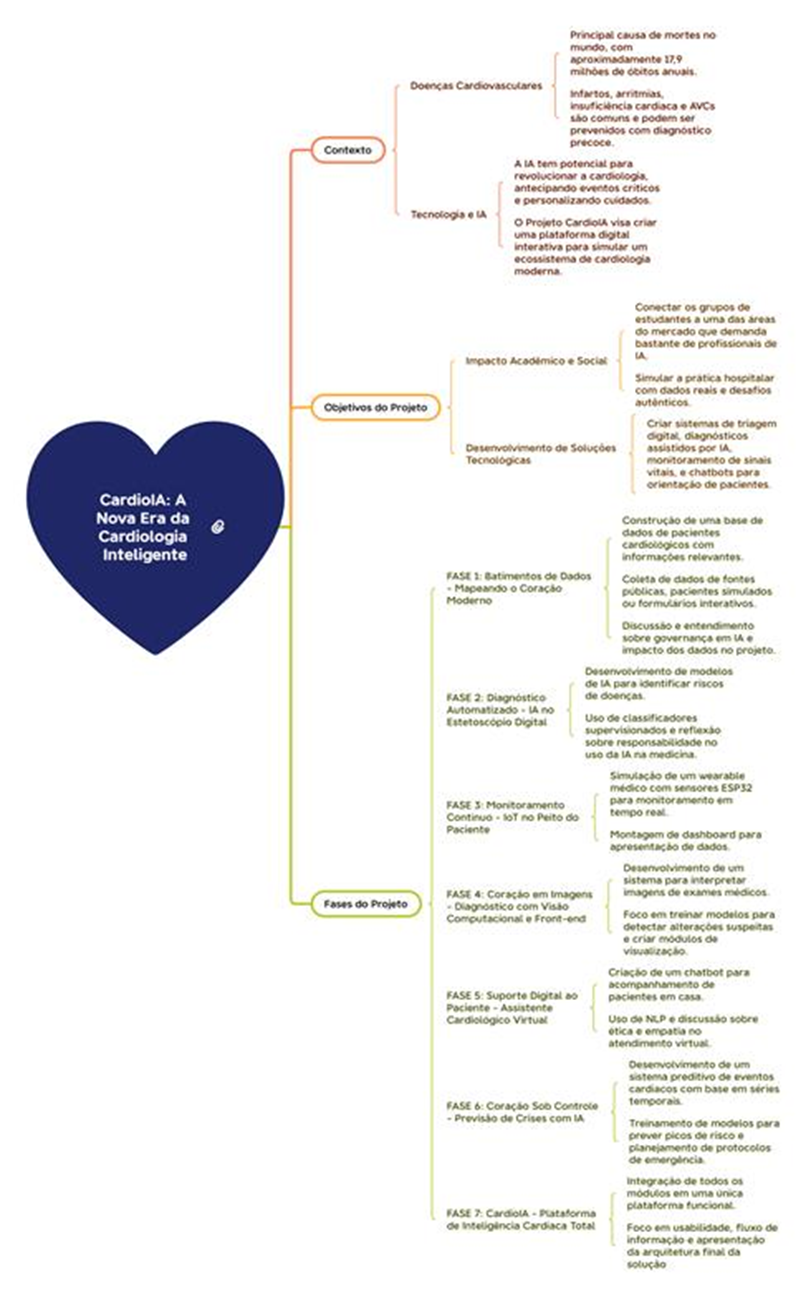 CardioIA: A
Nova Era da
Cardiologia
Inteligente
Contexto
Doenças Cardiovasculares
Principal causa de mortes no
mundo, com
aproximadamente 17,9
milhões de óbitos anuais.
Infartos, arritmias,
insuficiência cardíaca e AVCs
são comuns e podem ser
prevenidos com diagnóstico
precoce.
Tecnologia e IA
A IA tem potencial para
revolucionar a cardiologia,
antecipando eventos críticos
e personalizando cuidados.
O Projeto CardioIA visa criar
uma plataforma digital
interativa para simular um
ecossistema de cardiologia
moderna.
Objetivos do Projeto
Impacto Acadêmico e Social
Conectar os grupos de
estudantes a uma das áreas
do mercado que demanda
bastante de profissionais de
IA.
Simular a prática hospitalar
com dados reais e desafios
autênticos.
Desenvolvimento de Soluções
Tecnológicas
Criar sistemas de triagem
digital, diagnósticos
assistidos por IA,
monitoramento de sinais
vitais, e chatbots para
orientação de pacientes.
Fases do Projeto
FASE 1: Batimentos de Dados
- Mapeando o Coração
Moderno
Construção de uma base de
dados de pacientes
cardiológicos com
informações relevantes.
Coleta de dados de fontes
públicas, pacientes simulados
ou formulários interativos.
Discussão e entendimento
sobre governança em IA e
impacto dos dados no projeto.
FASE 2: Diagnóstico
Automatizado - IA no
Estetoscópio Digital
Desenvolvimento de modelos
de IA para identificar riscos
de doenças.
Uso de classificadores
supervisionados e reflexão
sobre responsabilidade no
uso da IA na medicina.
FASE 3: Monitoramento
Contínuo - IoT no Peito do
Paciente
Simulação de um wearable
médico com sensores ESP32
para monitoramento em
tempo real.
Montagem de dashboard para
apresentação de dados.
FASE 4: Coração em Imagens
- Diagnóstico com Visão
Computacional e Front-end
Desenvolvimento de um
sistema para interpretar
imagens de exames médicos.
Foco em treinar modelos para
detectar alterações suspeitas
e criar módulos de
visualização.
FASE 5: Suporte Digital ao
Paciente - Assistente
Cardiológico Virtual
Criação de um chatbot para
acompanhamento de
pacientes em casa.
Uso de NLP e discussão sobre
ética e empatia no
atendimento virtual.
FASE 6: Coração Sob Controle
- Previsão de Crises com IA
Desenvolvimento de um
sistema preditivo de eventos
cardíacos com base em séries
temporais.
Treinamento de modelos para
prever picos de risco e
planejamento de protocolos
de emergência.
FASE 7: CardioIA - Plataforma
de Inteligência Cardíaca Total
Integração de todos os
módulos em uma única
plataforma funcional.
Foco em usabilidade, fluxo de
informação e apresentação
da arquitetura final da
solução